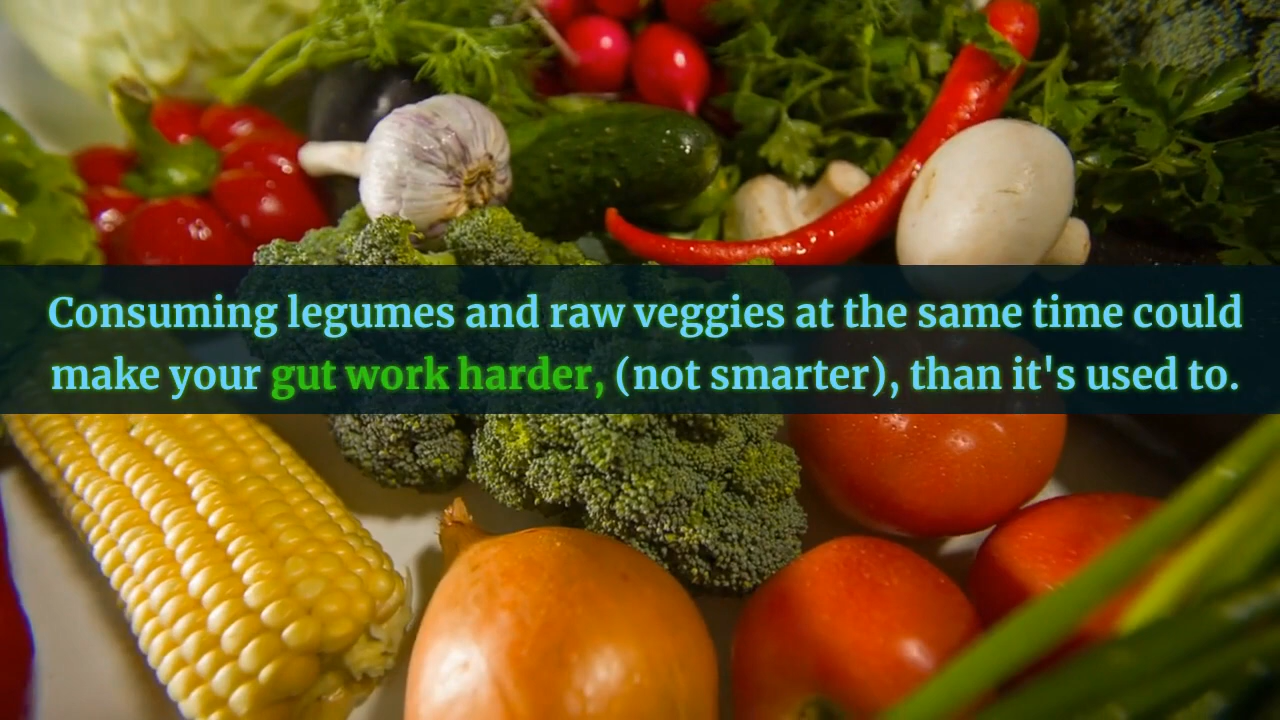 Consuming legumes and raw veggies at the same time could
make your gut work harder, (not smarter), than it's used to.